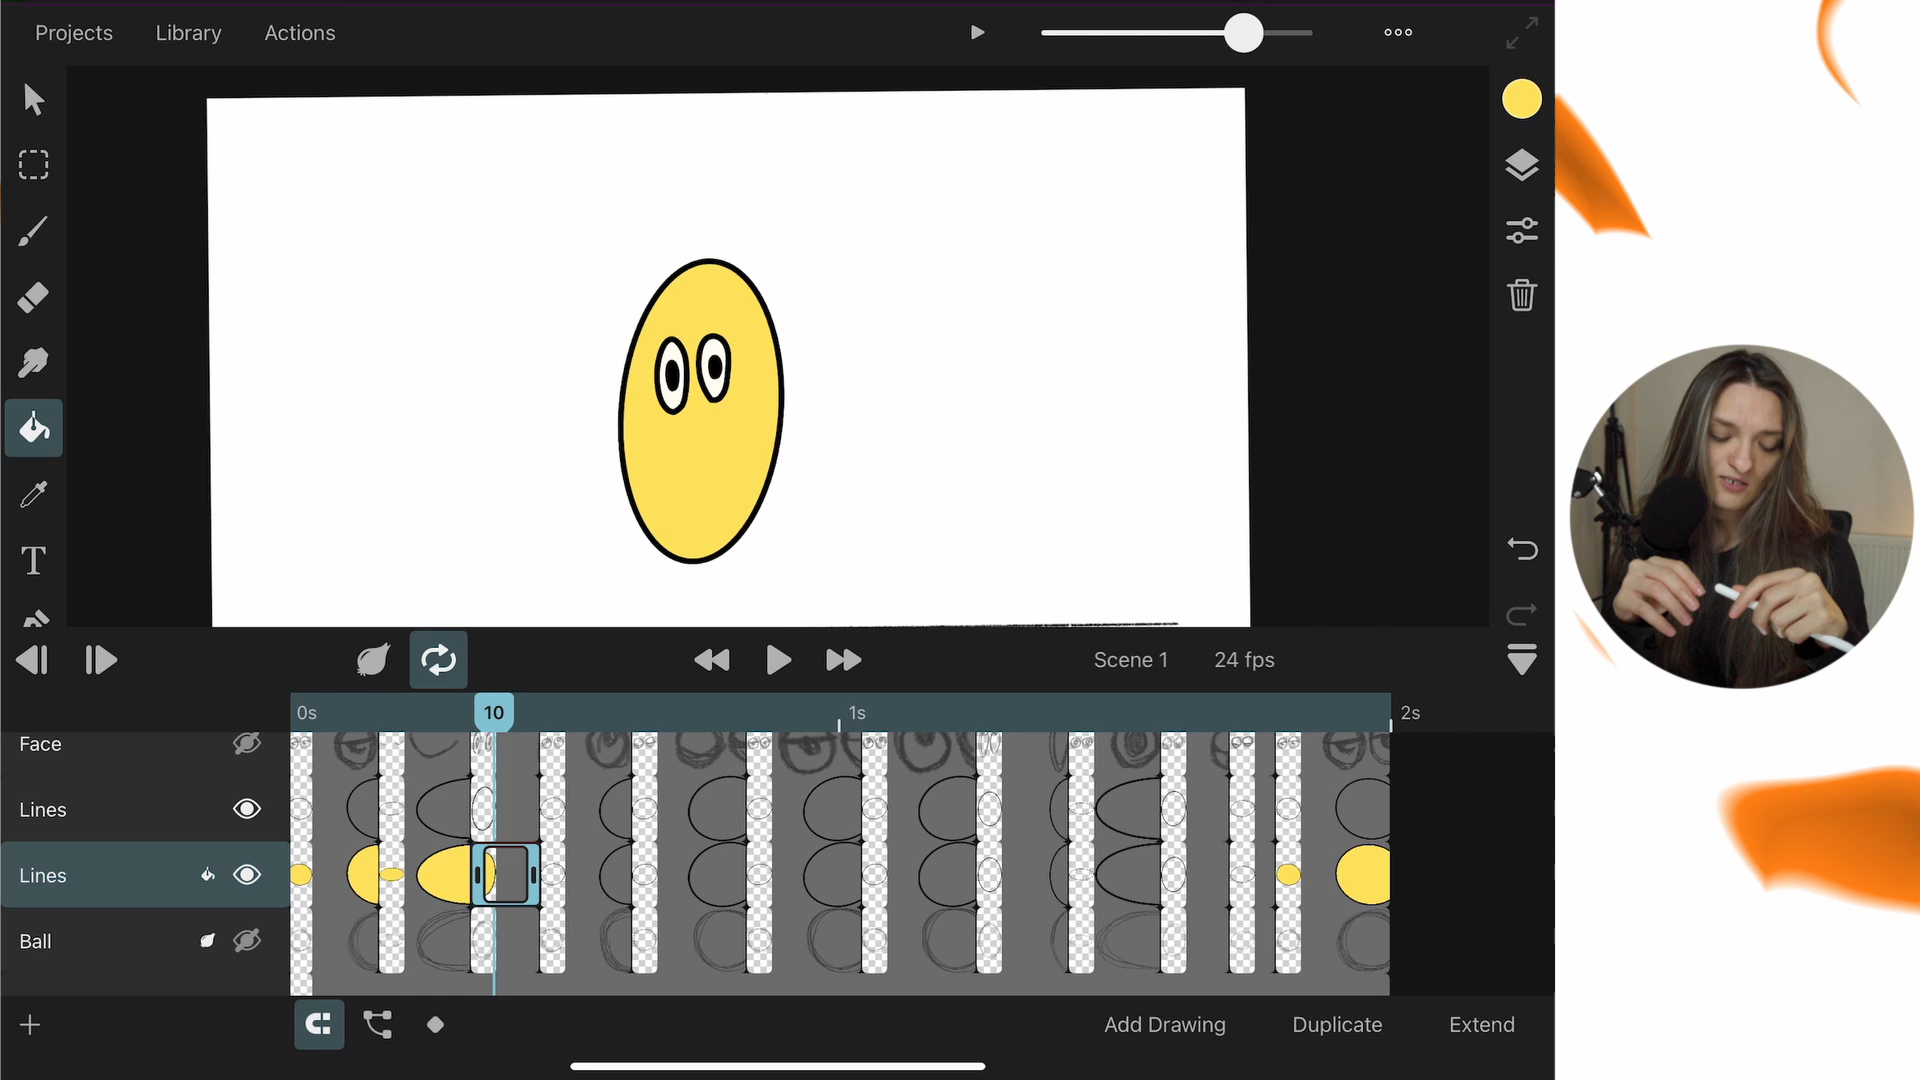 Projects Library Actions
T
Scene 1 24 fps
0s 10 1s 2s
Face
Lines
Lines
Ball
Add Drawing Duplicate Extend